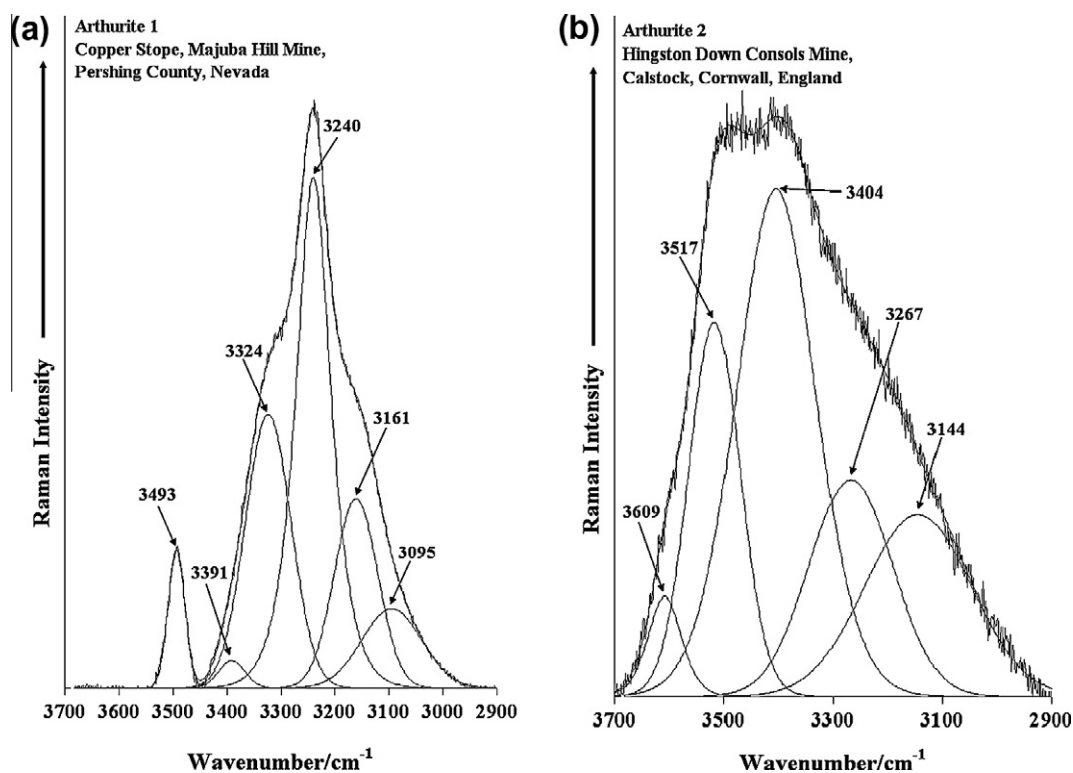 (a)
Arthurite 1
Copper Stope, Majuba Hill Mine,
Pershing County, Nevada
3240
3324
3161
3493
3391
3095
Raman Intensity
3700 3600 3500 3400 3300 3200 3100 3000 2900
Wavenumber/cm-1
(b)
Arthurite 2
Hingston Down Consols Mine,
Calstock, Cornwall, England
3404
3517
3267
3144
3609
Raman Intensity
3700 3500 3300 3100 2900
Wavenumber/cm-1